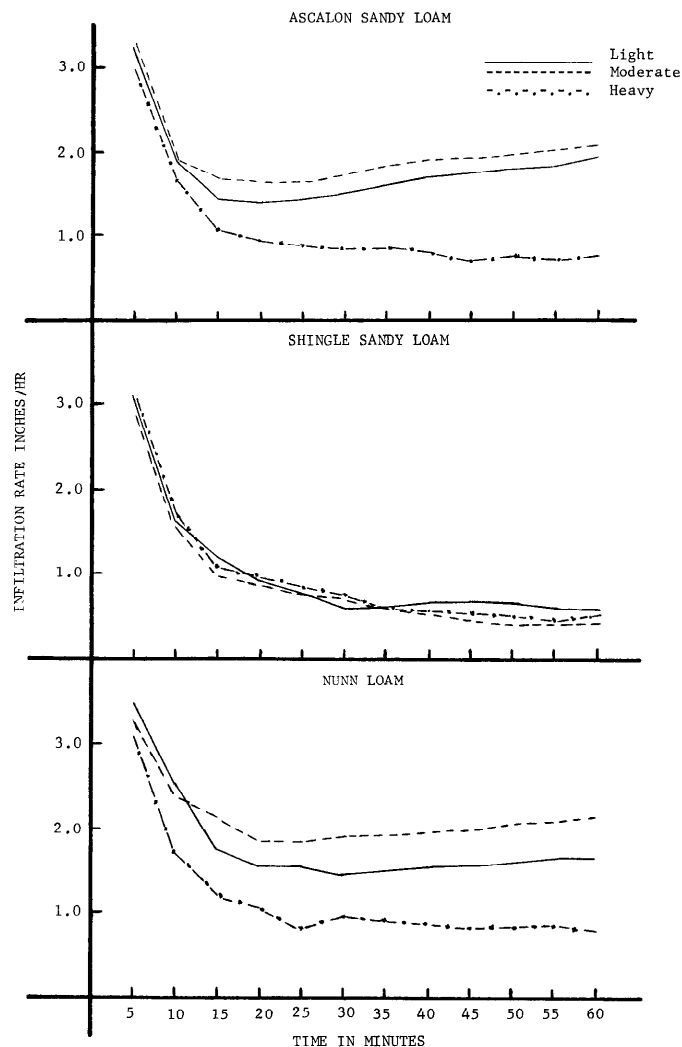 ASCALON SANDY LOAM
Light
Moderate
Heavy
3.0
2.0
1.0
SHINGLE SANDY LOAM
3.0
2.0
1.0
INFILTRATION RATE INCHES/HR
NUNN LOAM
3.0
2.0
1.0
5 10 15 20 25 30 35 40 45 50 55 60
TIME IN MINUTES